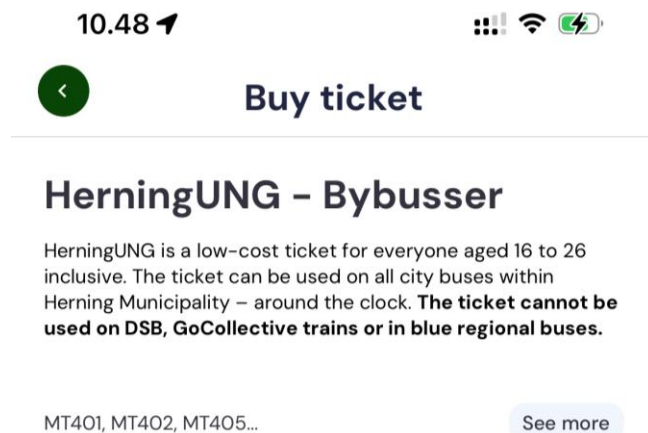 10.48
Buy ticket
HerningUNG – Bybusser
HerningUNG is a low-cost ticket for everyone aged 16 to 26
inclusive. The ticket can be used on all city buses within
Herning Municipality – around the clock. The ticket cannot be
used on DSB, GoCollective trains or in blue regional buses.
MT401, MT402, MT405...
See more